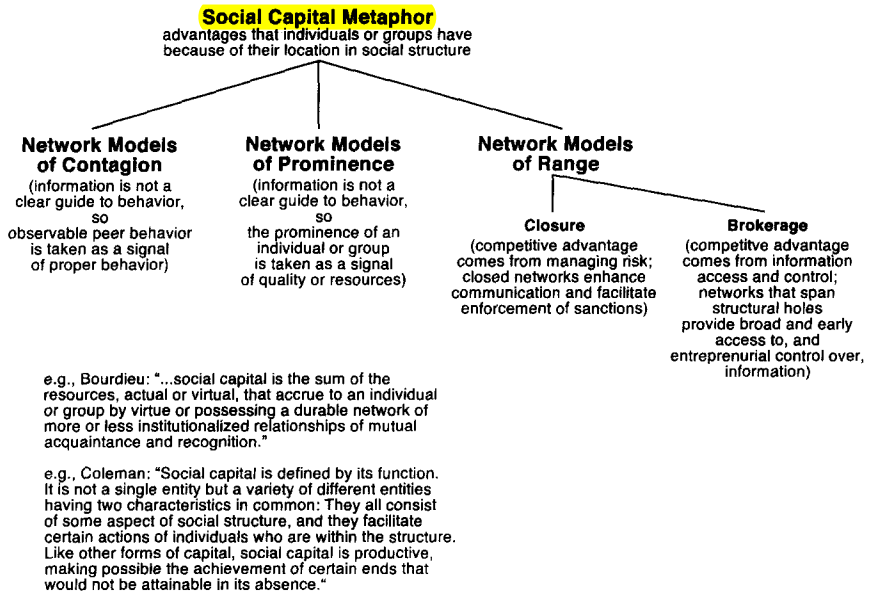 Social Capital Metaphor
advantages that individuals or groups have
because of their location in social structure
Network Models
of Contagion
(information is not a
clear guide to behavior,
so
observable peer behavior
is taken as a signal
of proper behavior)
Network Models
of Prominence
(information is not a
clear guide to behavior,
so
the prominence of an
individual or group
is taken as a signal
of quality or resources)
Network Models
of Range
Closure
(competitive advantage
comes from managing risk;
closed networks enhance
communication and facilitate
enforcement of sanctions)
Brokerage
(competitve advantage
comes from information
access and control;
networks that span
structural holes
provide broad and early
access to, and
entreprenurial control over,
information)
e.g., Bourdieu: "...social capital is the sum of the
resources, actual or virtual, that accrue to an individual
or group by virtue or possessing a durable network of
more or less institutionalized relationships of mutual
acquaintance and recognition."
e.g., Coleman: "Social capital is defined by its function.
It is not a single entity but a variety of different entities
having two characteristics in common: They all consist
of some aspect of social structure, and they facilitate
certain actions of individuals who are within the structure.
Like other forms of capital, social capital is productive,
making possible the achievement of certain ends that
would not be attainable in its absence."